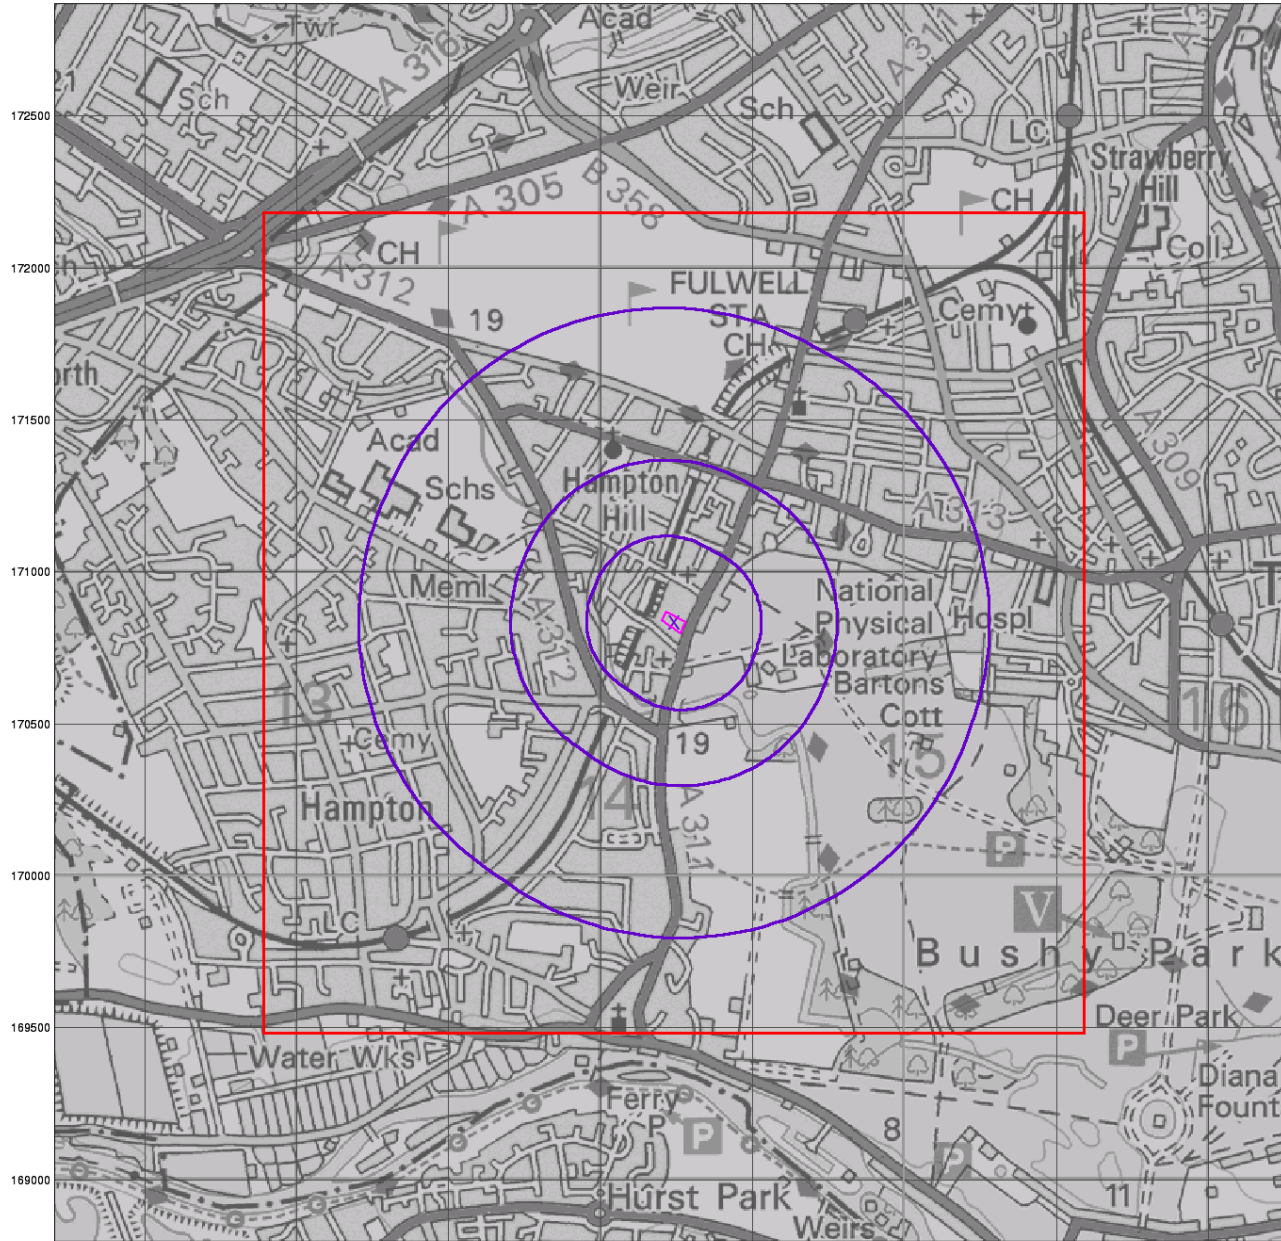 Twr
Acad
A 316
Sch
Weir
Sch
A 311
LC
Strawberry
Hill
172500
B 358
A 305
CH
CH
Coll
172000
A 312
FULWELL
STA
CH
Cemy
19
orth
171500
Acad
Schs
Hampton
Hill
A 309
A 313
171000
Meml
A 312
National
Physical
Laboratory
Hospl
Bartons
Cott
13
16
170500
Cemy
19
15
14
Hampton
A 311
P
170000
LC
V
Bushy Park
169500
Deer Park
Water Wks
P
Diana
Fount
Ferry
P
P
8
P
169000
Hurst Park
11
Weirs